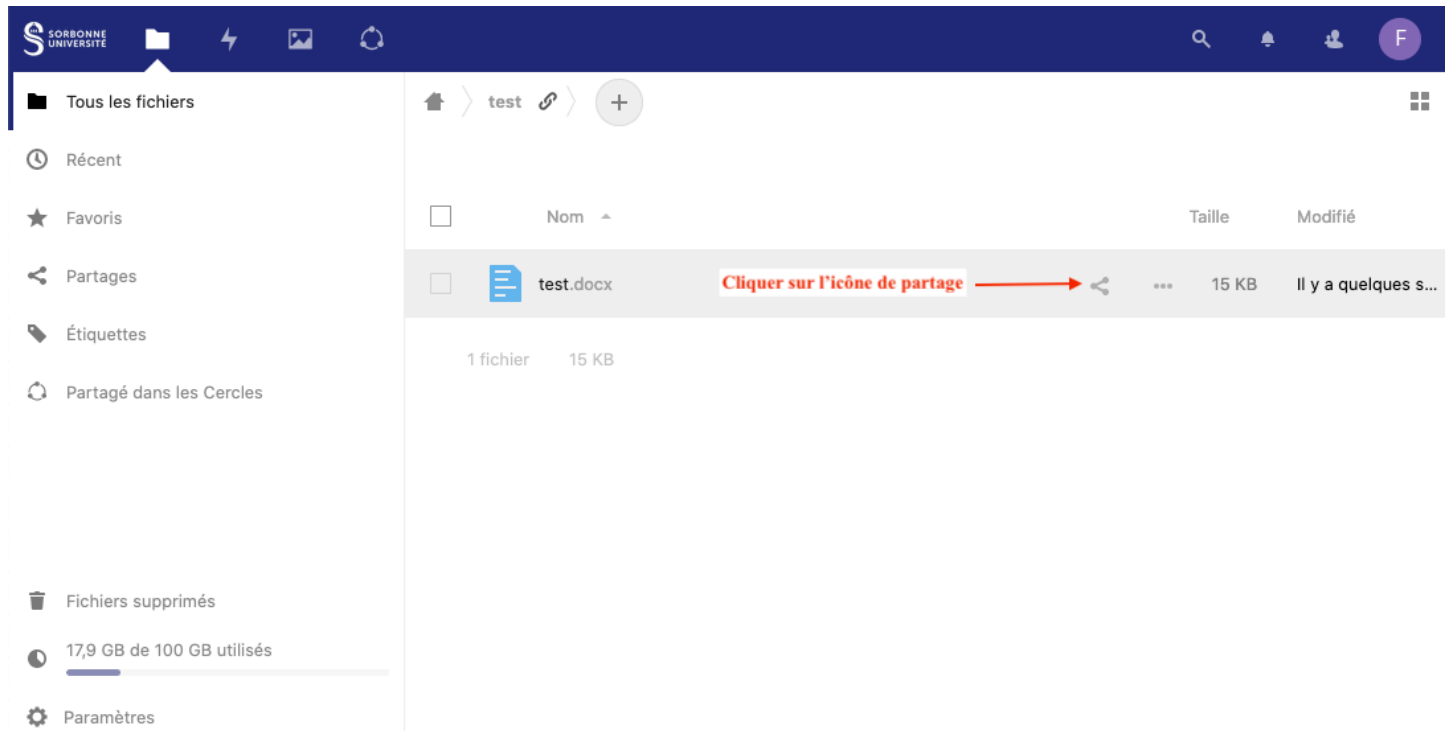 SORBONNE
UNIVERSITÉ
F
Tous les fichiers
test
+
Récent
Favoris
Nom
Taille
Modifié
Partages
test.docx
Cliquer sur l'icône de partage
15 KB
Il y a quelques s...
Étiquettes
1 fichier
15 KB
Partagé dans les Cercles
Fichiers supprimés
17,9 GB de 100 GB utilisés
Paramètres